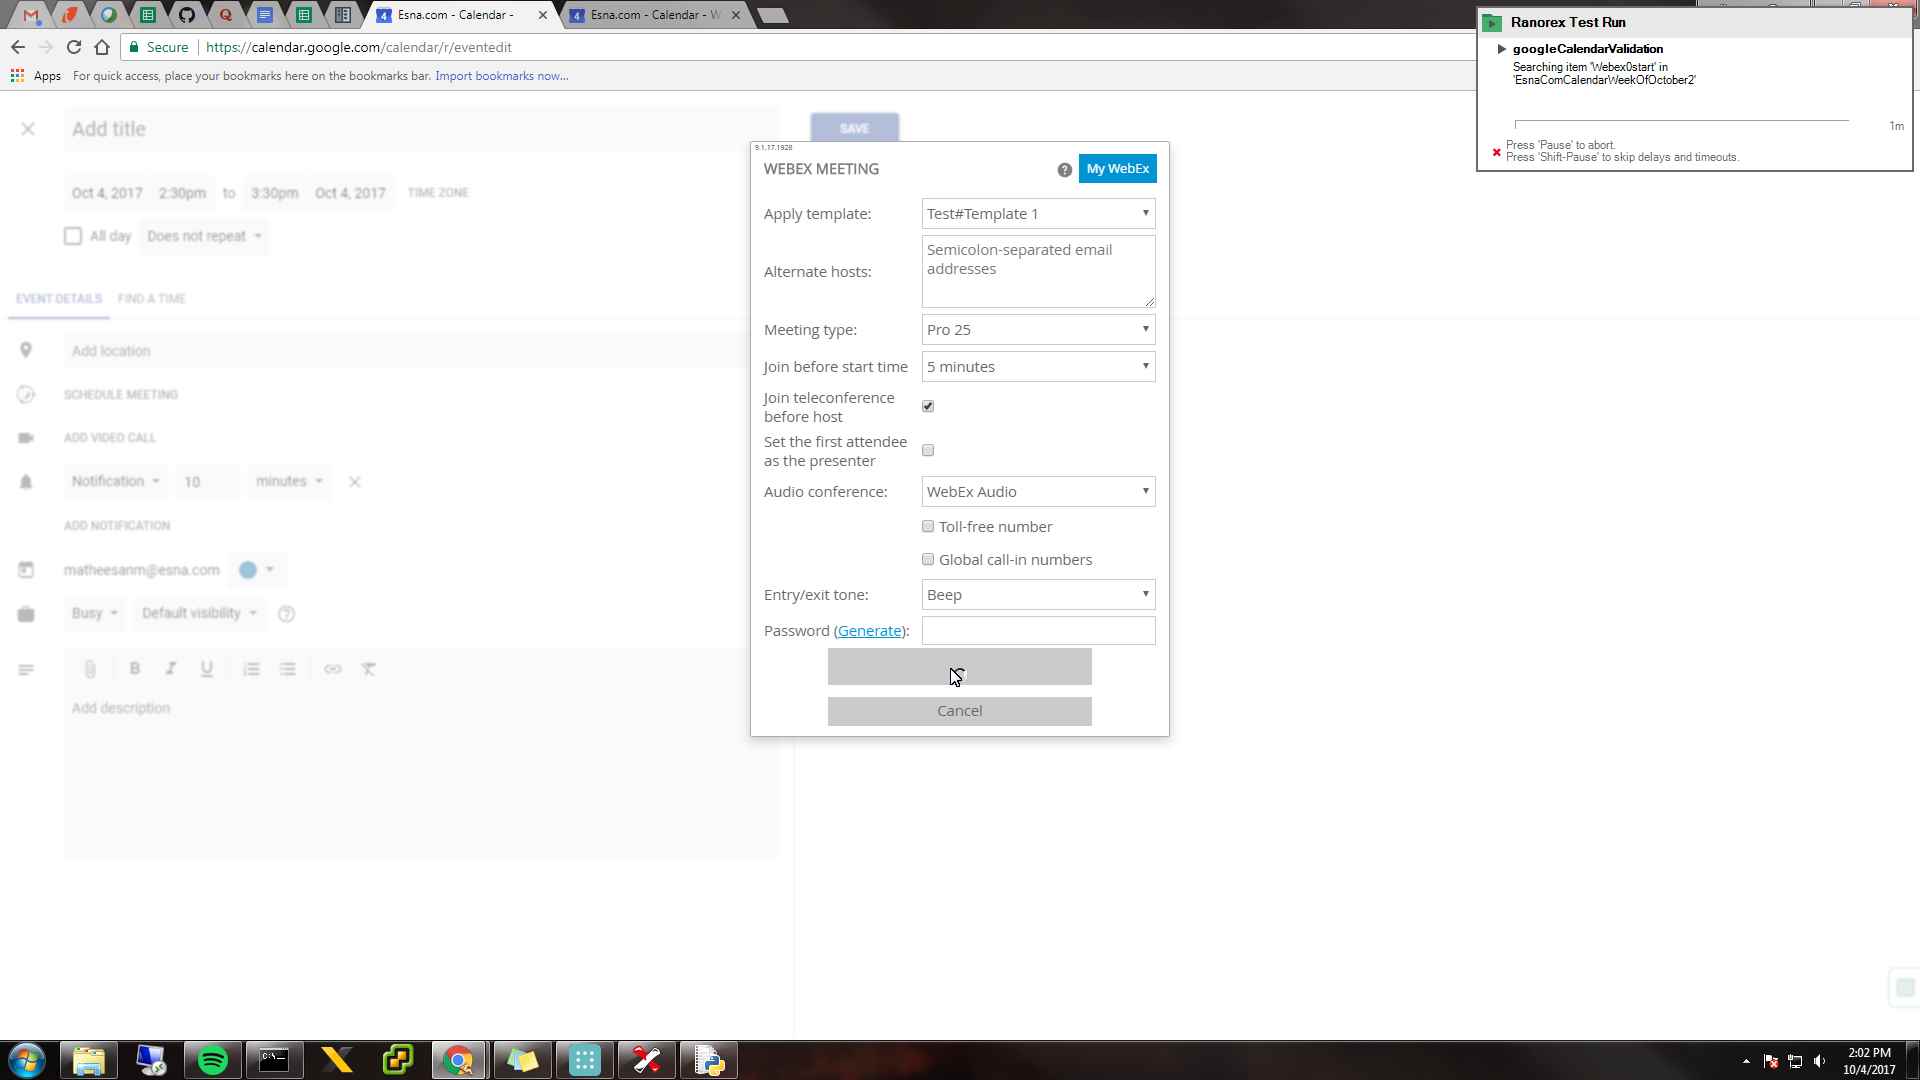 Esna.com - Calendar -
Esna.com - Calendar - W
Secure
https://calendar.google.com/calendar/r/eventedit
Apps
For quick access, place your bookmarks here on the bookmarks bar.
Import bookmarks now...
Ranorex Test Run
googleCalendarValidation
Searching item 'Webex0start' in
'EsnaComCalendarWeekOfOctober2'
1m
Press 'Pause' to abort.
Press 'Shift-Pause' to skip delays and timeouts.
Add title
SAVE
Oct 4, 2017 2:30pm to 3:30pm Oct 4, 2017 TIME ZONE
All day Does not repeat
EVENT DETAILS FIND A TIME
Add location
SCHEDULE MEETING
ADD VIDEO CALL
Notification 10 minutes
ADD NOTIFICATION
matheesanm@esna.com
Busy Default visibility
B I U
Add description
9.1.17.1928
WEBEX MEETING
My WebEx
Apply template: Test#Template 1
Alternate hosts:
Semicolon-separated email
addresses
Meeting type: Pro 25
Join before start time 5 minutes
Join teleconference
before host
Set the first attendee
as the presenter
Audio conference: WebEx Audio
Toll-free number
Global call-in numbers
Entry/exit tone: Beep
Password (Generate):
Cancel
C:\.
2:02 PM
10/4/2017